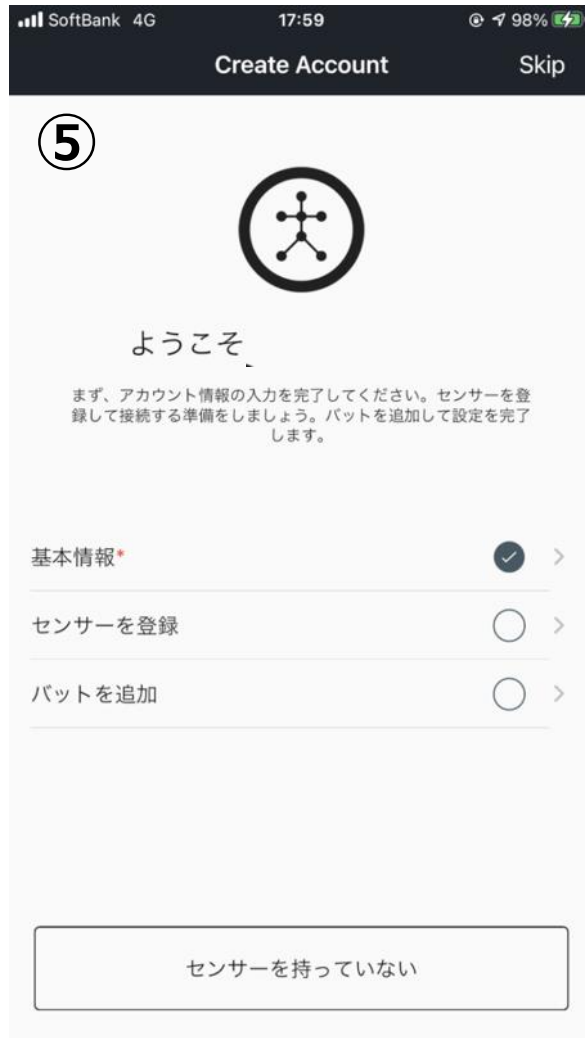 SoftBank 4G 17:59 98%
Create Account Skip
⑤
ようこそ
まず、アカウント情報の入力を完了してください。センサーを登
録して接続する準備をしましょう。バットを追加して設定を完了
します。
基本情報*
センサーを登録
バットを追加
センサーを持っていない